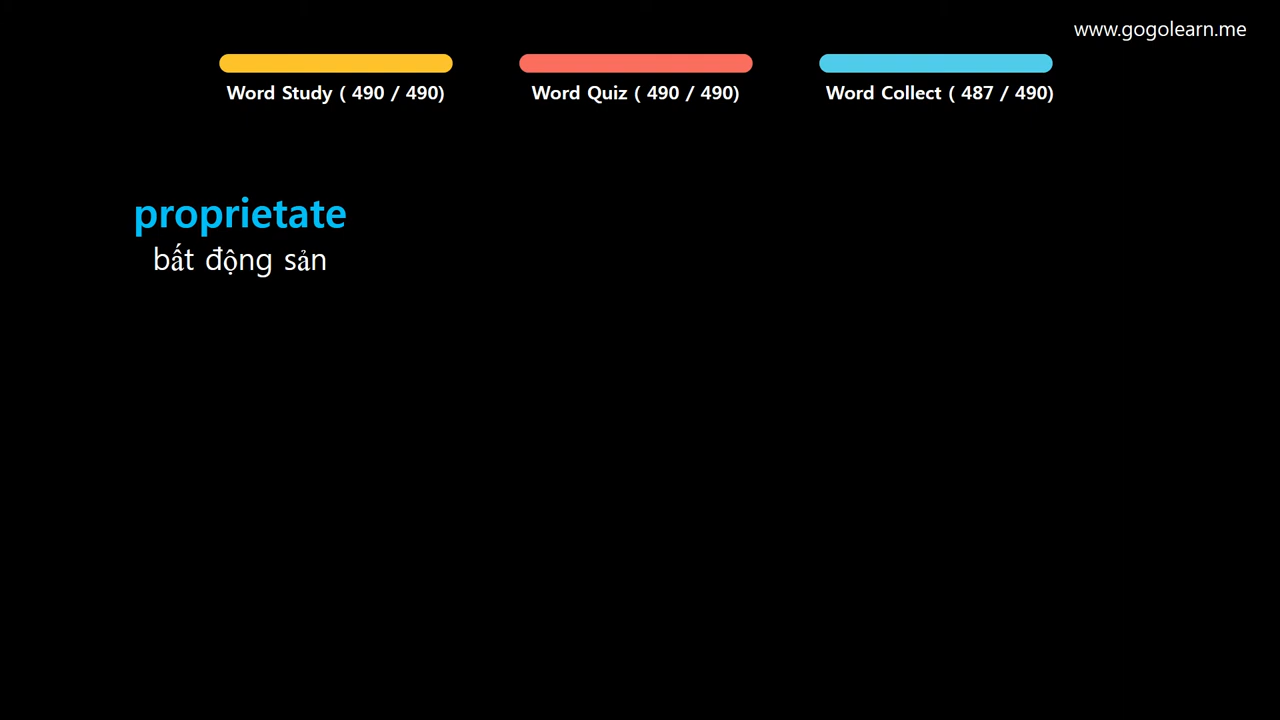 www.gogolearn.me
Word Study ( 490 / 490)
Word Quiz ( 490 / 490)
Word Collect ( 487 / 490)
proprietate
bất động sản